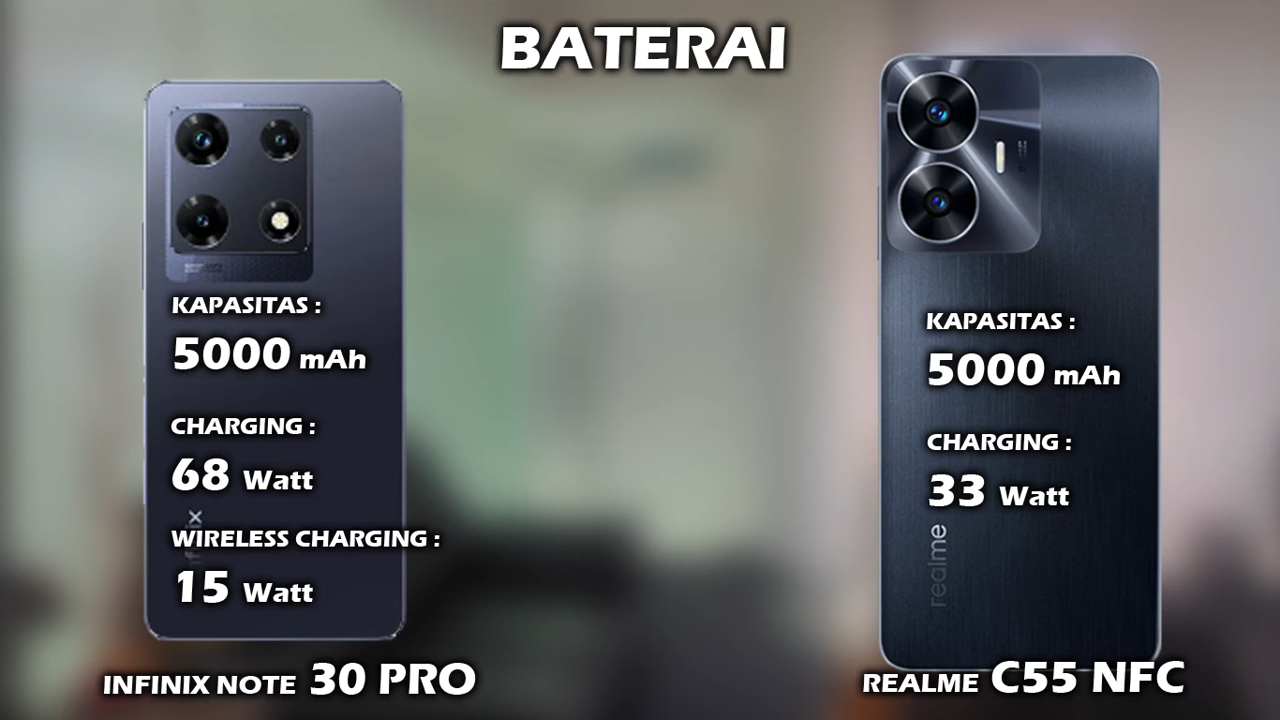 BATERAI
KAPASITAS :
5000 mAh
CHARGING :
68 Watt
WIRELESS CHARGING :
15 Watt
INFINIX NOTE 30 PRO
KAPASITAS :
5000 mAh
CHARGING :
33 Watt
realme
REALME C55 NFC